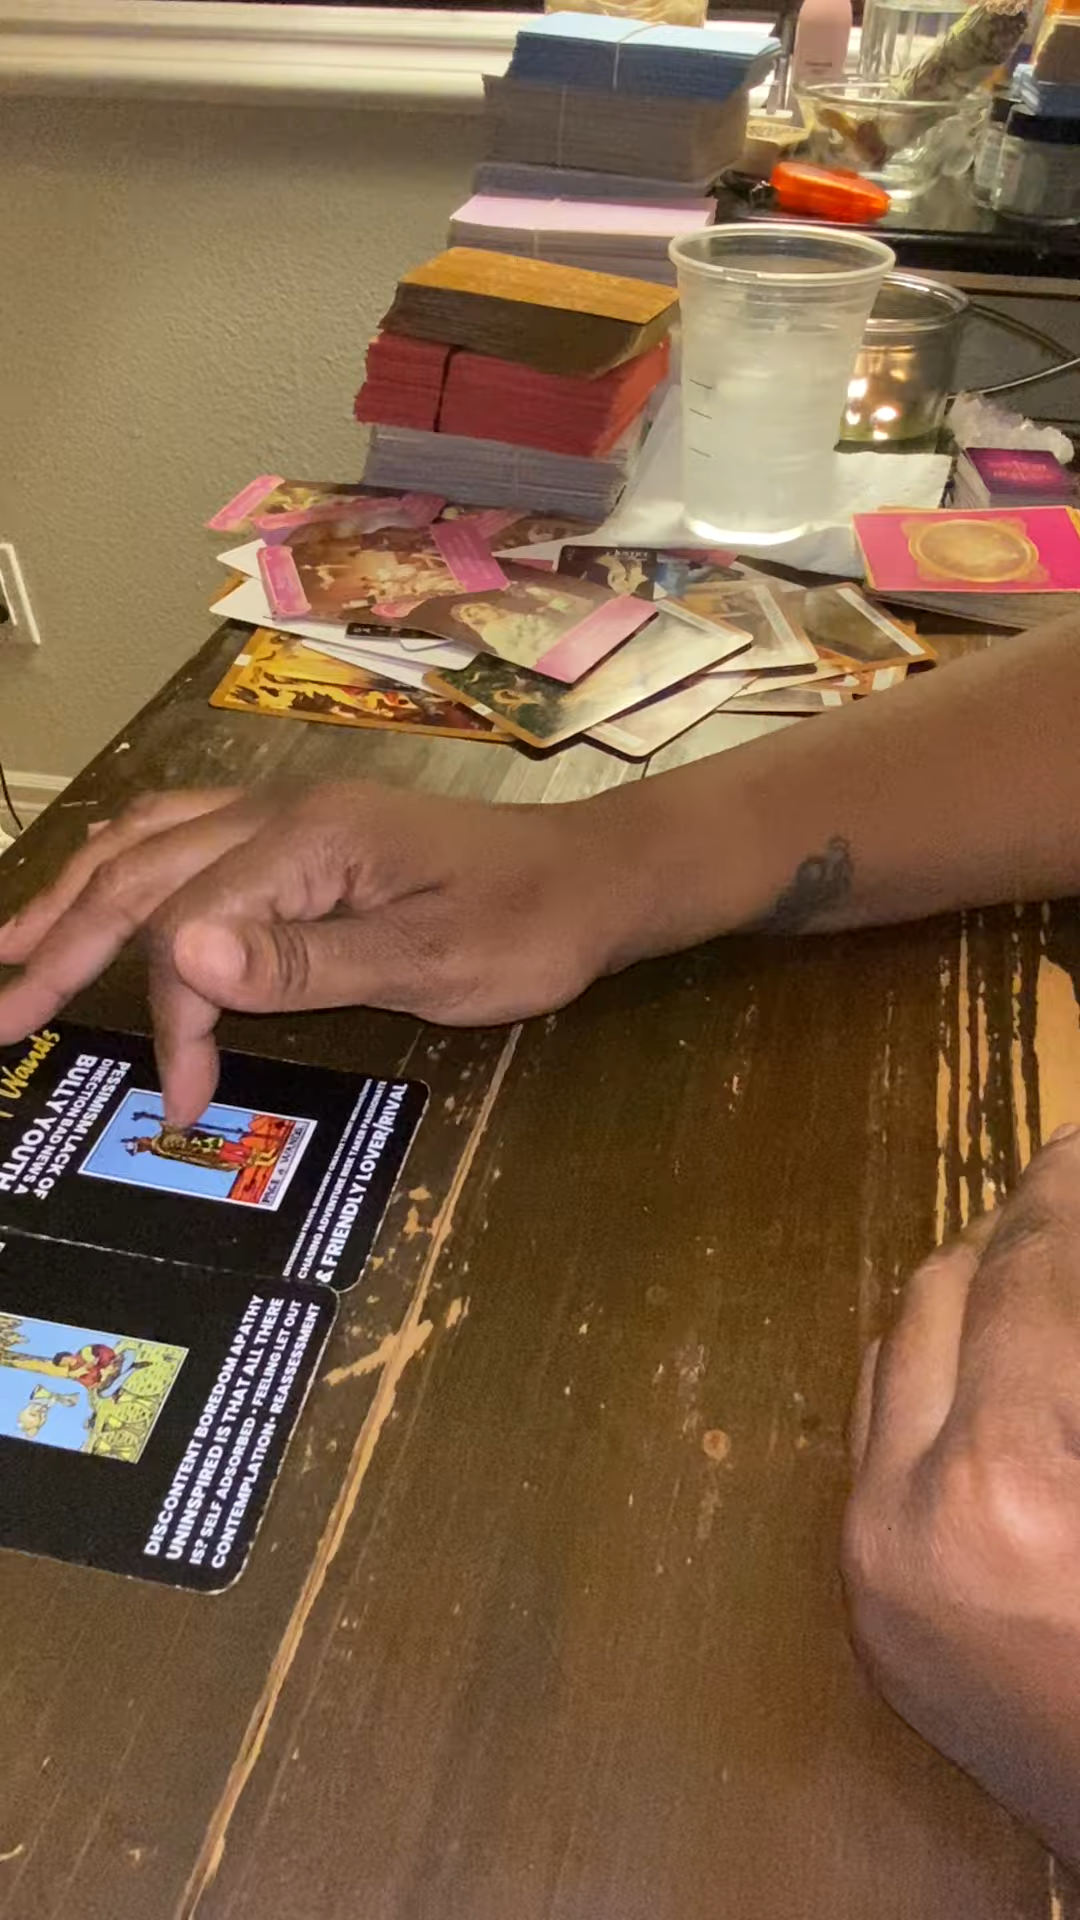 Wands
PESSIMISM LACK OF
DIRECTION BAD NEWS A
BULLY YOUTH
PAGE of WANDS.
CHASING ADVENTURE RISK TAKER PASSIONATE
& FRIENDLY LOVER/RIVAL
DISCONTENT BOREDOM APATHY
UNINSPIRED IS THAT ALL THERE
IS? SELF ADSORBED • FEELING LET OUT
CONTEMPLATION• REASSESSMENT